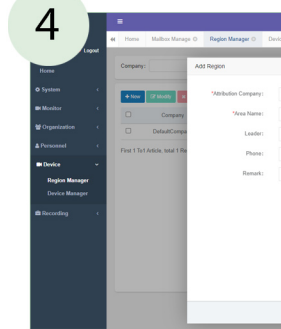 4
Logout
Home
System
Monitor
Organization
Personnel
Device
Region Manager
Device Manager
Recording
Home Mailbox Manage Region Manager Devic
Company:
+ New Modify
Company
DefaultCompa
First 1 To1 Article, total 1 Re
Add Region
*Attribution Company:
*Area Name:
Leader:
Phone:
Remark: